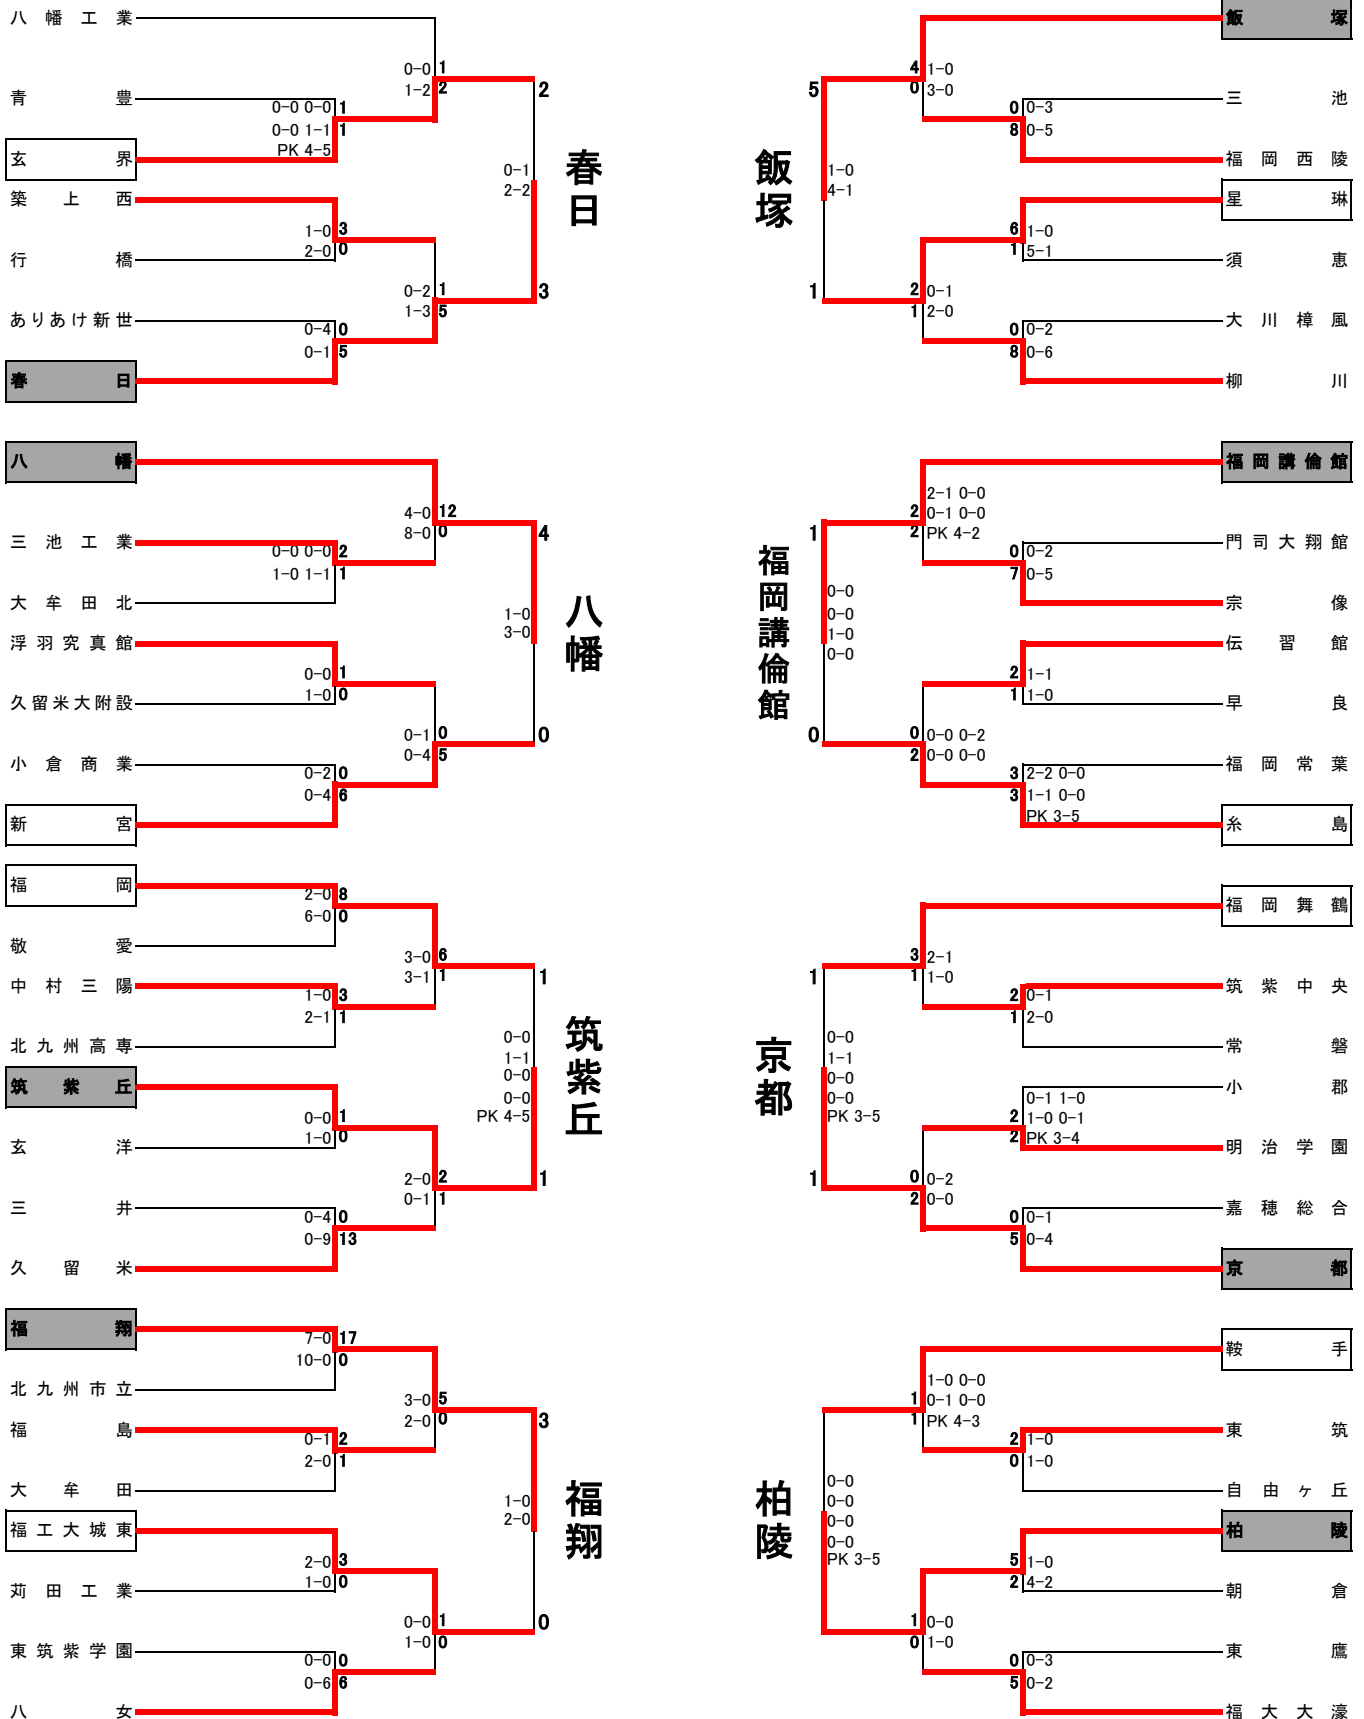 八幡工業
0-0 1
1-2 2
青豊
0-0 0-0 1
0-0 1-1 1
PK 4-5
玄界
築上西
1-0 3
2-0 0
行橋
0-2 1
1-3 5
ありあけ新世
0-4 0
0-1 5
春日
2
0-1
2-2
3
春日
八幡
4-0 12
8-0 0
三池工業
0-0 0-0 2
1-0 1-1 1
大牟田北
浮羽究真館
0-0 1
1-0 0
久留米大附設
0-1 0
0-4 5
小倉商業
0-2 0
0-4 6
新宮
4
1-0
3-0
0
八幡
福岡
2-0 8
6-0 0
敬愛
3-0 6
3-1 1
中村三陽
1-0 3
2-1 1
北九州高専
筑紫丘
0-0 1
1-0 0
玄洋
2-0 2
0-1 1
三井
0-4 0
0-9 13
久留米
1
0-0
1-1
0-0
0-0
PK 4-5
1
筑紫丘
福翔
7-0 17
10-0 0
北九州市立
3-0 5
2-0 0
福島
0-1 2
2-0 1
大牟田
福工大城東
2-0 3
1-0 0
苅田工業
0-0 1
1-0 0
東筑紫学園
0-0 0
0-6 6
八女
3
1-0
2-0
0
福翔
飯塚
5
1-0
4-1
1
飯塚
4 1-0
0 3-0
三池
0 0-3
8 0-5
福岡西陵
星琳
6 1-0
1 5-1
須恵
2 0-1
1 2-0
大川樟風
0 0-2
8 0-6
柳川
福岡講倫館
1
0-0
0-0
1-0
0-0
0
福岡講倫館
2-1 0-0
2 0-1 0-0
2 PK 4-2
門司大翔館
0 0-2
7 0-5
宗像
伝習館
2 1-1
1 1-0
早良
0 0-0 0-2
2 0-0 0-0
福岡常葉
3 2-2 0-0
3 1-1 0-0
PK 3-5
糸島
京都
1
0-0
1-1
0-0
0-0
PK 3-5
1
福岡舞鶴
3 2-1
1 1-0
筑紫中央
2 0-1
1 2-0
常磐
小郡
0-1 1-0
2 1-0 0-1
2 PK 3-4
明治学園
0 0-2
2 0-0
嘉穂総合
0 0-1
5 0-4
京都
柏陵
0-0
0-0
0-0
0-0
PK 3-5
鞍手
1-0 0-0
1 0-1 0-0
1 PK 4-3
東筑
2 1-0
0 1-0
自由ヶ丘
柏陵
5 1-0
2 4-2
朝倉
1 0-0
0 1-0
東鷹
0 0-3
5 0-2
福大大濠